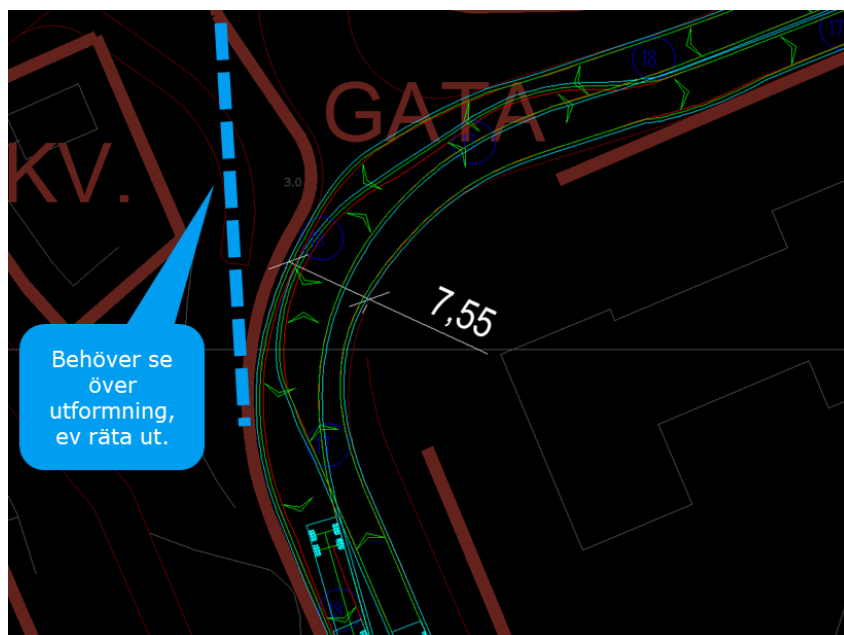 18
17
GATA
KV.
3.0
7,55
Behöver se
över
utformning,
ev räta ut.